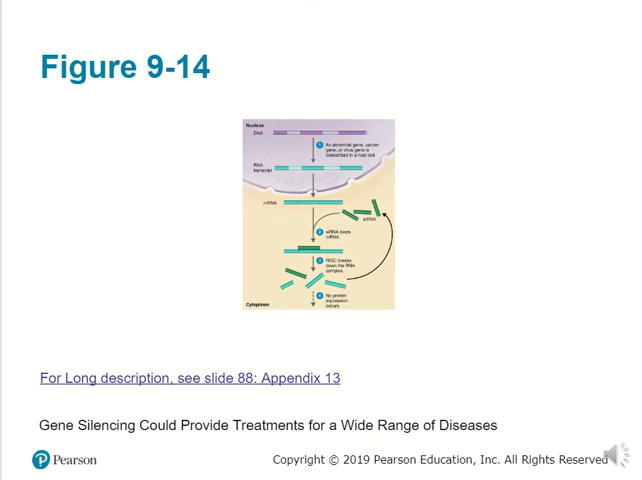 Figure 9-14
Nucleus
DNA
1 An abnormal gene, cancer
gene, or virus gene is
transcribed in a host cell.
RNA
transcript
mRNA
siRNA
2 siRNA binds
mRNA.
3 RISC breaks
down the RNA
complex.
4 No protein
expression
occurs.
Cytoplasm
For Long description, see slide 88: Appendix 13
Gene Silencing Could Provide Treatments for a Wide Range of Diseases
Pearson
Copyright © 2019 Pearson Education, Inc. All Rights Reserved